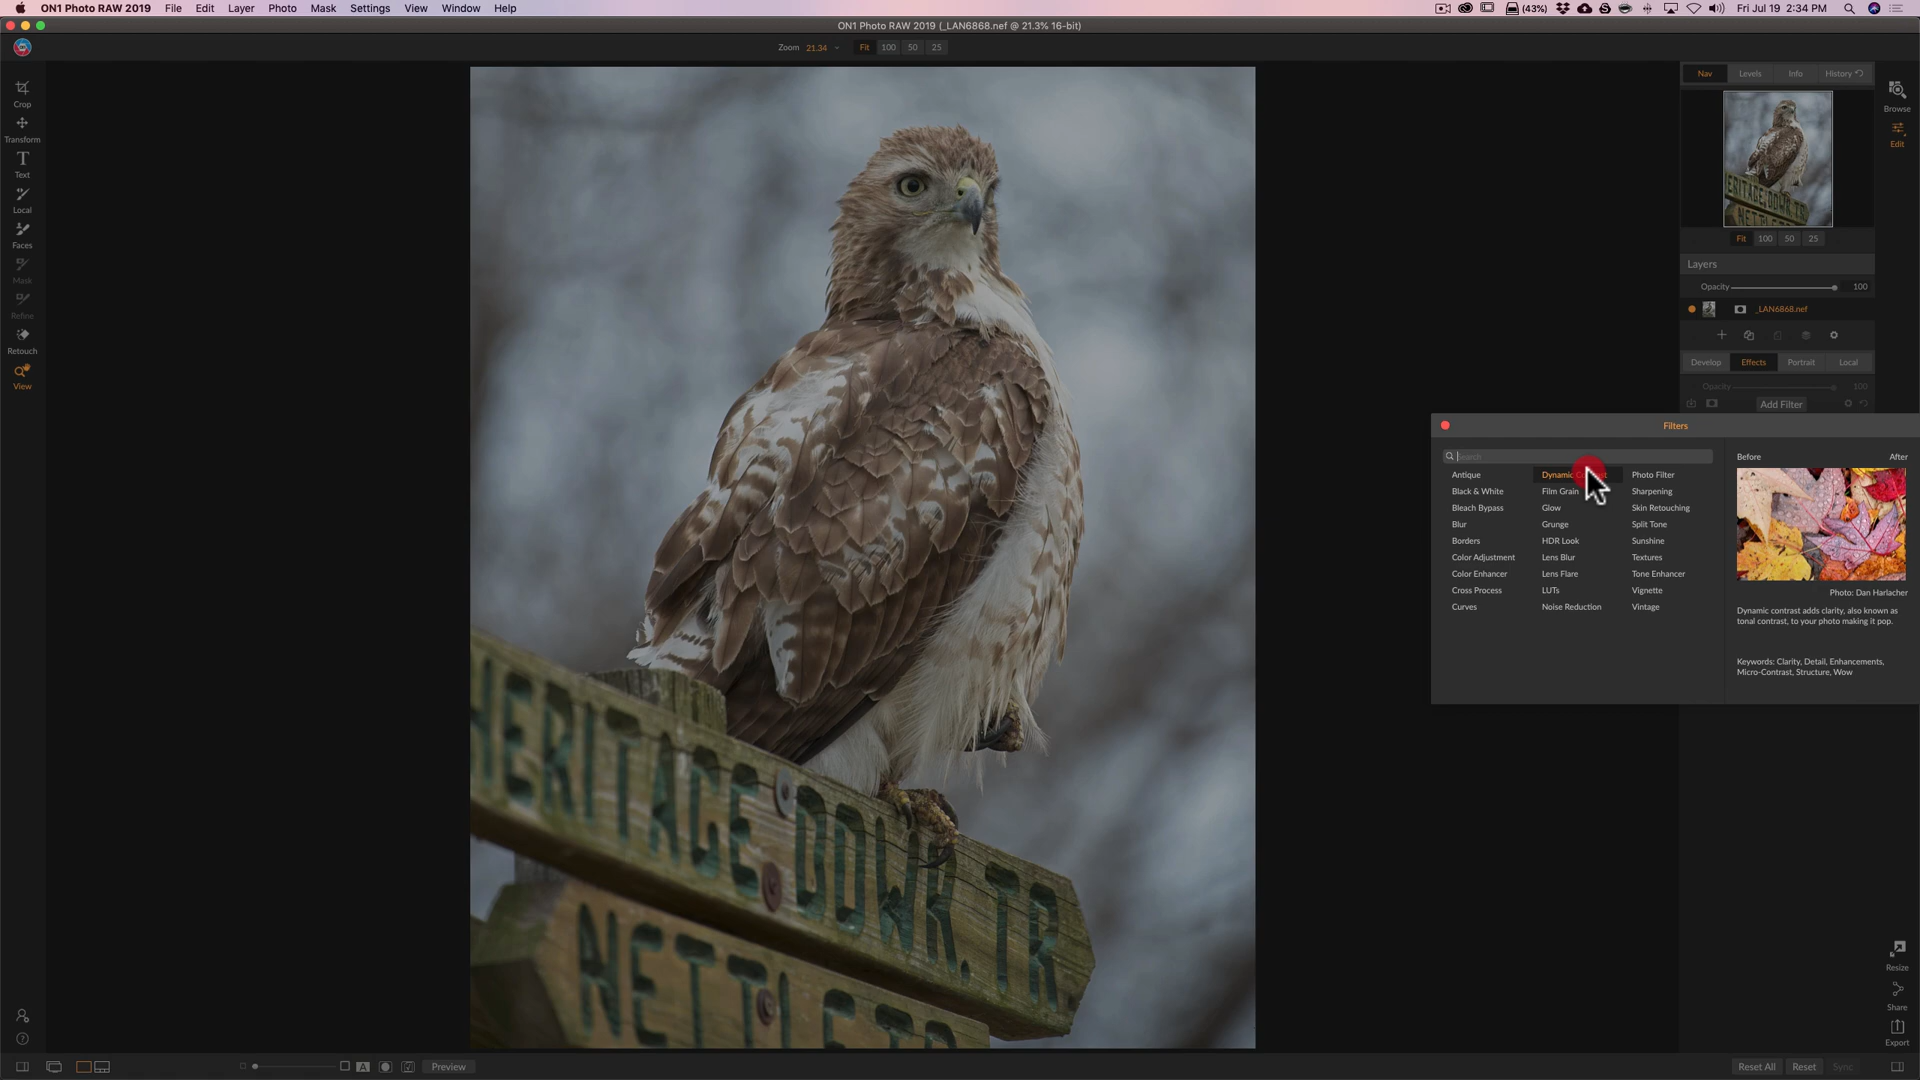 ON1 Photo RAW 2019 File Edit Layer Photo Mask Settings View Window Help
(43%) Fri Jul 19 2:34 PM
ON1 Photo RAW 2019 (_LAN6868.nef @ 21.3% 16-bit)
Zoom 21.34 Fit 100 50 25
Crop
Transform
Text
Local
Faces
Mask
Refine
Retouch
View
HERITAGE DOWR. TR.
Nav Levels Info History
Browse
Edit
Fit 100 50 25
Layers
Opacity 100
_LAN6868.nef
Develop Effects Portrait Local
Opacity 100
Add Filter
Filters
Search
Antique Dynamic Photo Filter
Black & White Film Grain Sharpening
Bleach Bypass Glow Skin Retouching
Blur Grunge Split Tone
Borders HDR Look Sunshine
Color Adjustment Lens Blur Textures
Color Enhancer Lens Flare Tone Enhancer
Cross Process LUTs Vignette
Curves Noise Reduction Vintage
Before After
Photo: Dan Harlacher
Dynamic contrast adds clarity, also known as
tonal contrast, to your photo making it pop.
Keywords: Clarity, Detail, Enhancements,
Micro-Contrast, Structure, Wow
Resize
Share
Export
A Preview
Reset All Reset Sync